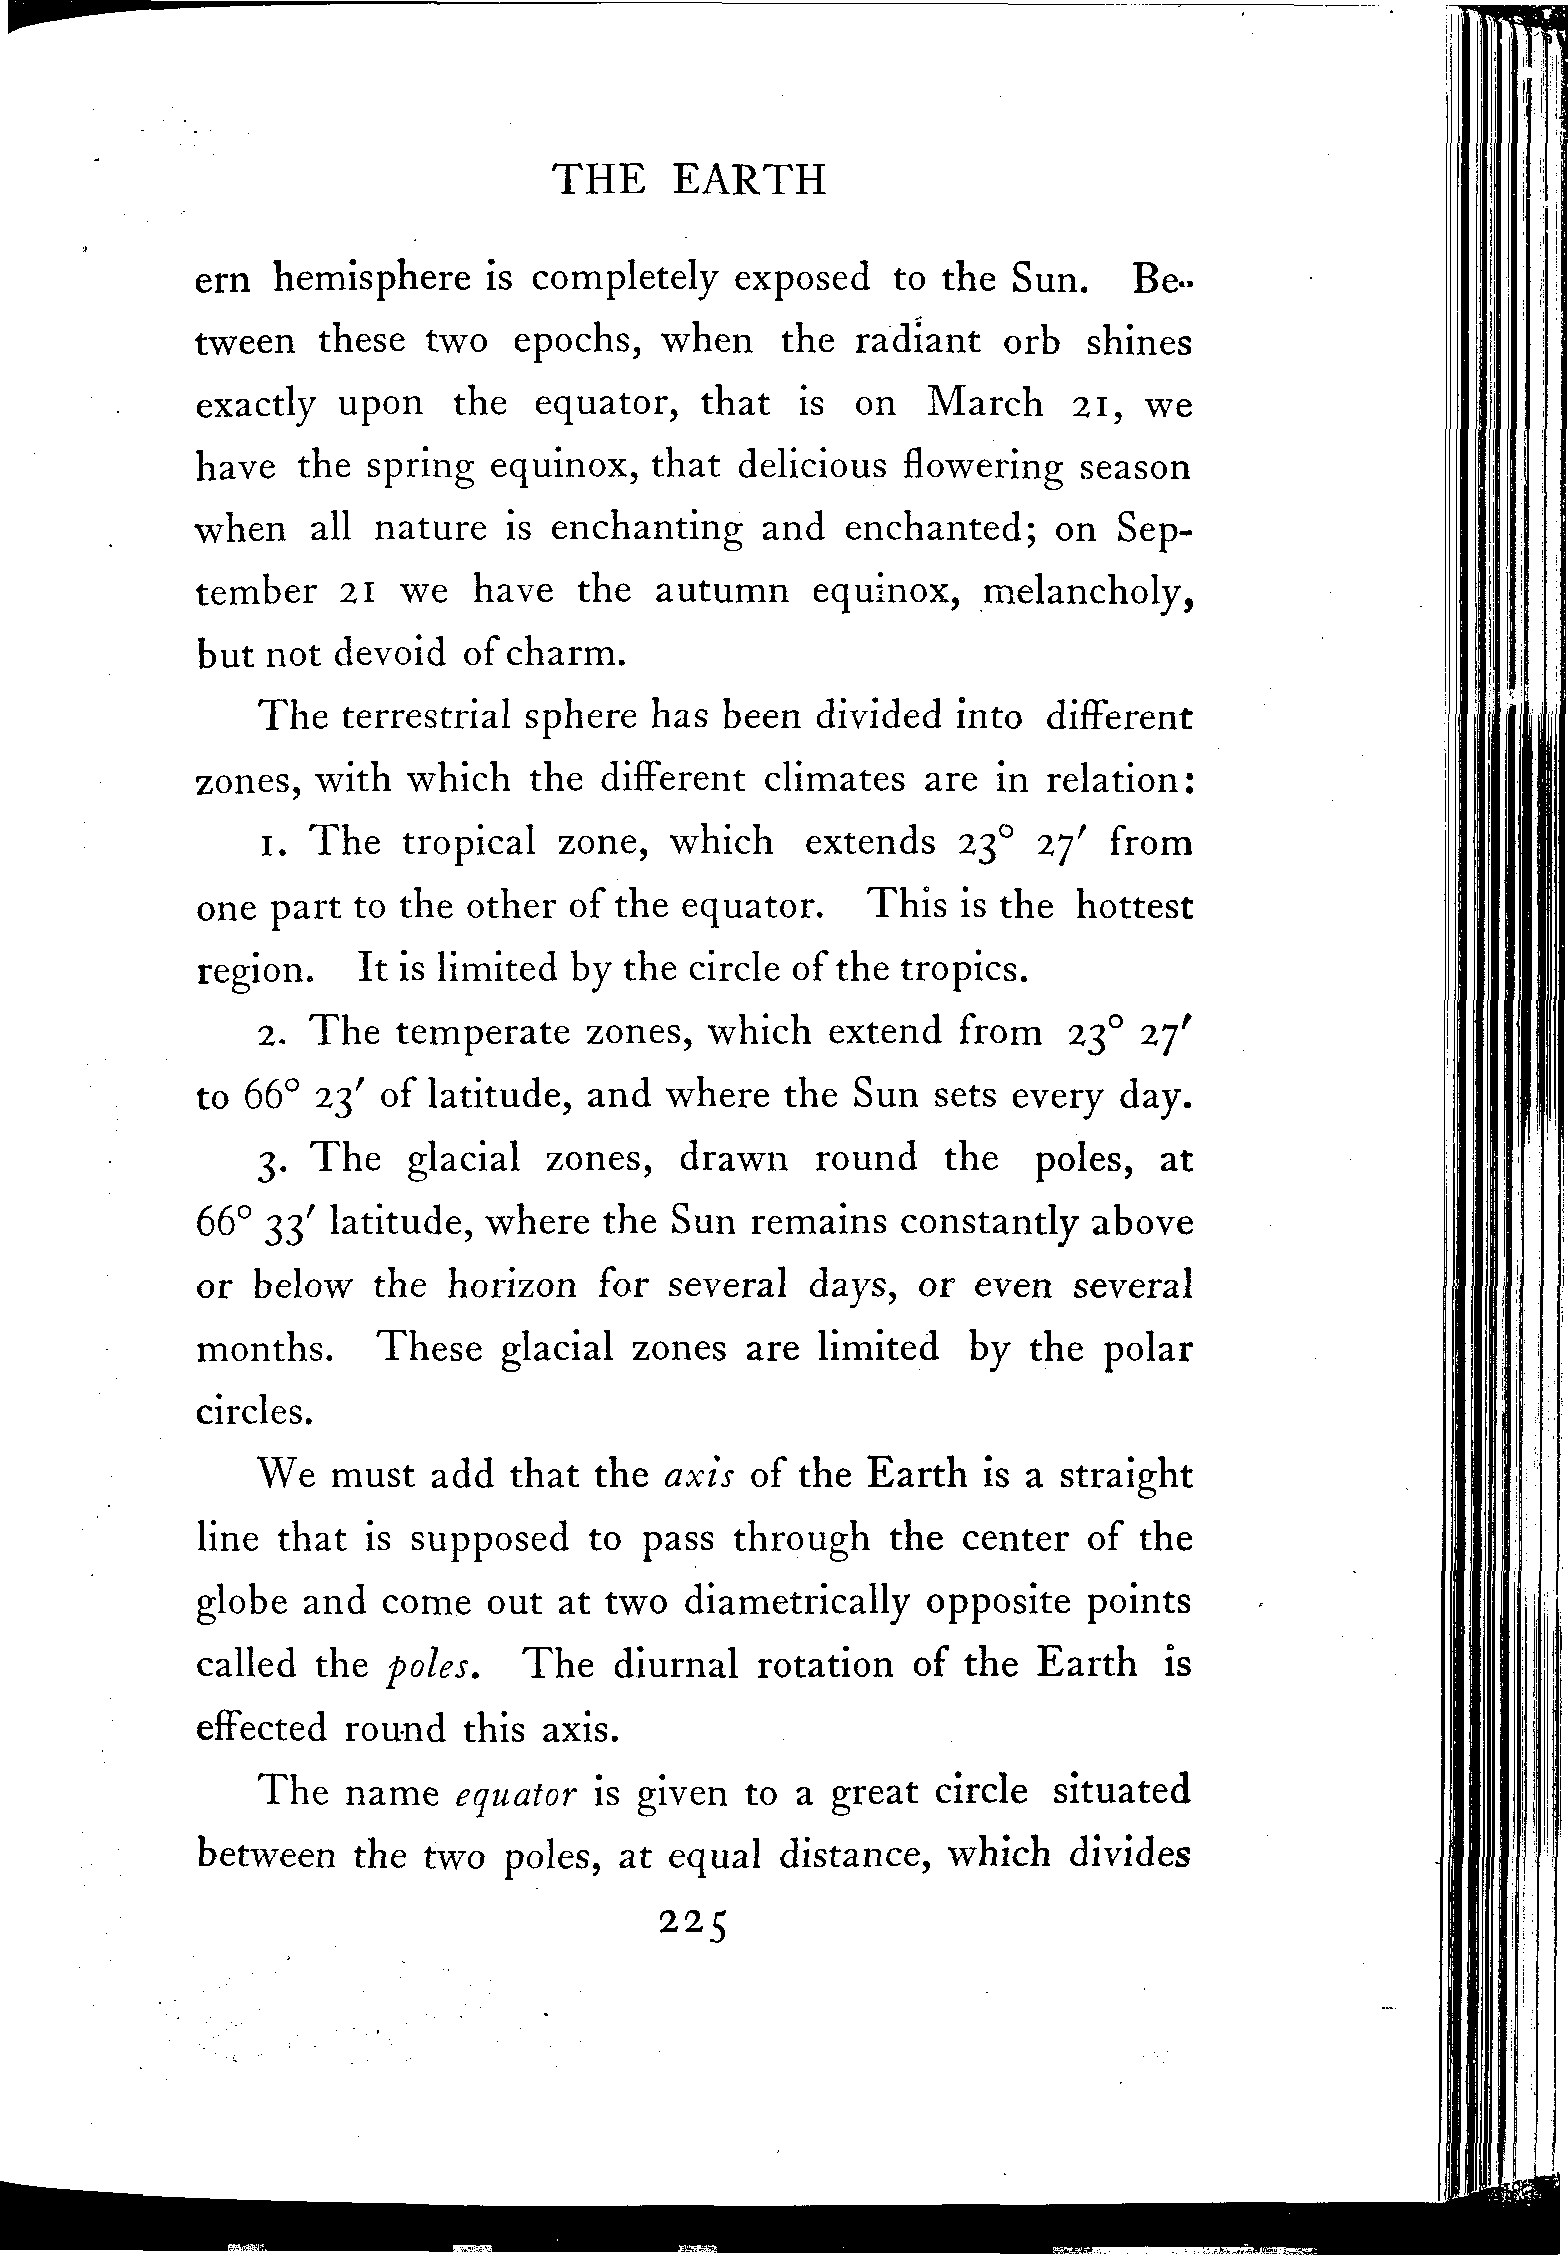 THE EARTH
ern hemisphere is completely exposed to the Sun. Be-
tween these two epochs, when the radiant orb shines
exactly upon the equator, that is on March 21, we
have the spring equinox, that delicious flowering season
when all nature is enchanting and enchanted; on Sep-
tember 21 we have the autumn equinox, melancholy,
but not devoid of charm.
The terrestrial sphere has been divided into different
zones, with which the different climates are in relation:
1. The tropical zone, which extends 23° 27′ from
one part to the other of the equator. This is the hottest
region. It is limited by the circle of the tropics.
2. The temperate zones, which extend from 23° 27′
to 66° 23′ of latitude, and where the Sun sets every day.
3. The glacial zones, drawn round the poles, at
66° 33′ latitude, where the Sun remains constantly above
or below the horizon for several days, or even several
months. These glacial zones are limited by the polar
circles.
We must add that the axis of the Earth is a straight
line that is supposed to pass through the center of the
globe and come out at two diametrically opposite points
called the poles. The diurnal rotation of the Earth is
effected round this axis.
The name equator is given to a great circle situated
between the two poles, at equal distance, which divides
225